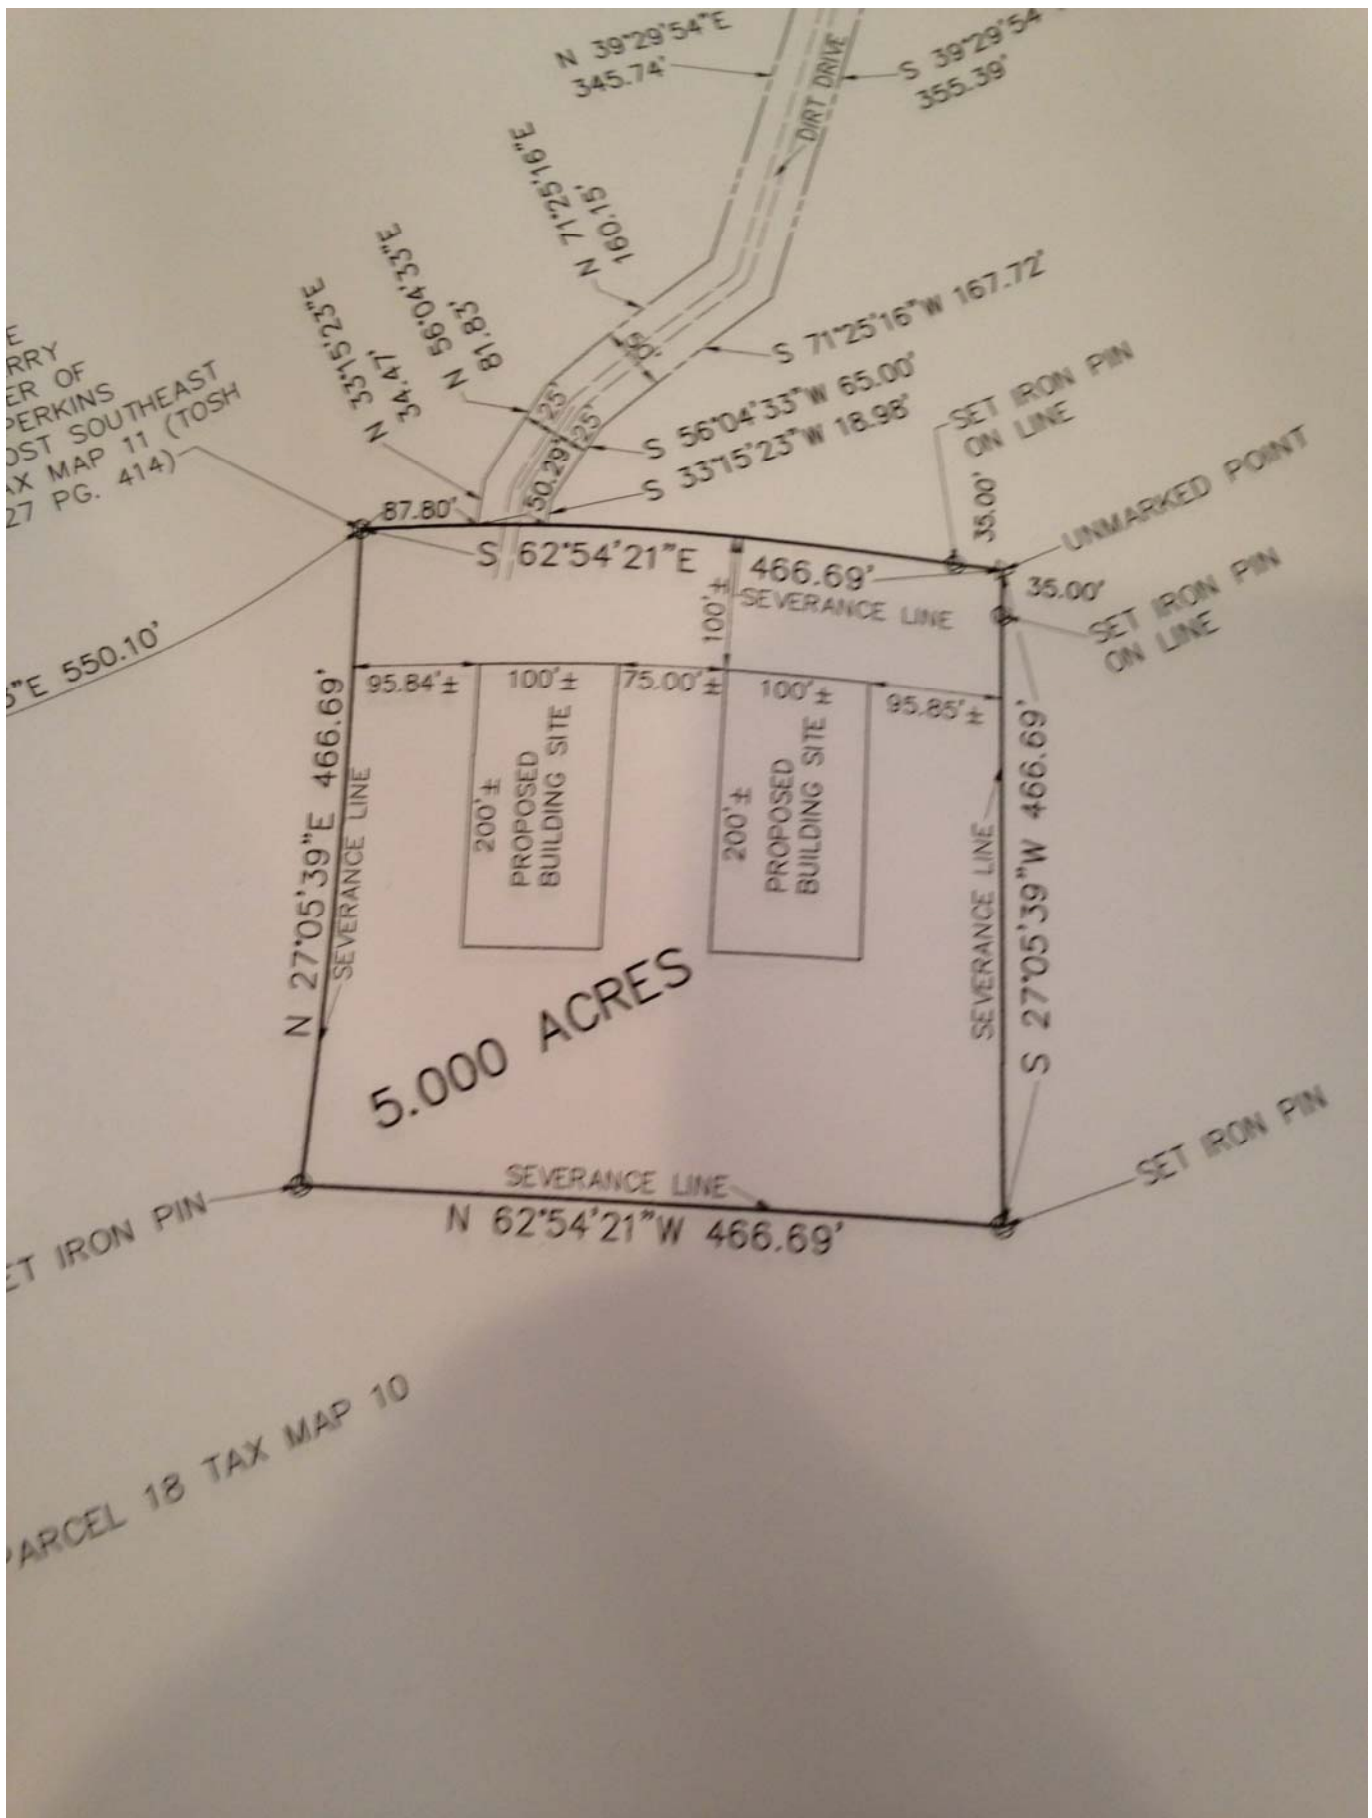 N 39°29'54"E
345.74'
S 39°29'54"
355.39'
DIRT DRIVE
N 71°25'16"E
160.15'
N 56°04'33"E
81.83'
N 33°15'23"E
34.47'
50'
S 71°25'16"W 167.72'
S 56°04'33"W 65.00'
S 33°15'23"W 18.98'
25'
25'
50.29'
E
RRY
ER OF
PERKINS
OST SOUTHEAST
AX MAP 11 (TOSH
27 PG. 414)
87.80'
SET IRON PIN
ON LINE
35.00'
UNMARKED POINT
S 62°54'21"E 466.69'
SEVERANCE LINE
35.00'
SET IRON PIN
ON LINE
100'±
"E 550.10'
95.84'±
100'±
75.00'±
100'±
95.85'±
N 27°05'39"E 466.69'
SEVERANCE LINE
200'±
PROPOSED
BUILDING SITE
200'±
PROPOSED
BUILDING SITE
SEVERANCE LINE
S 27°05'39"W 466.69'
5.000 ACRES
SET IRON PIN
SEVERANCE LINE
N 62°54'21"W 466.69'
ET IRON PIN
PARCEL 18 TAX MAP 10